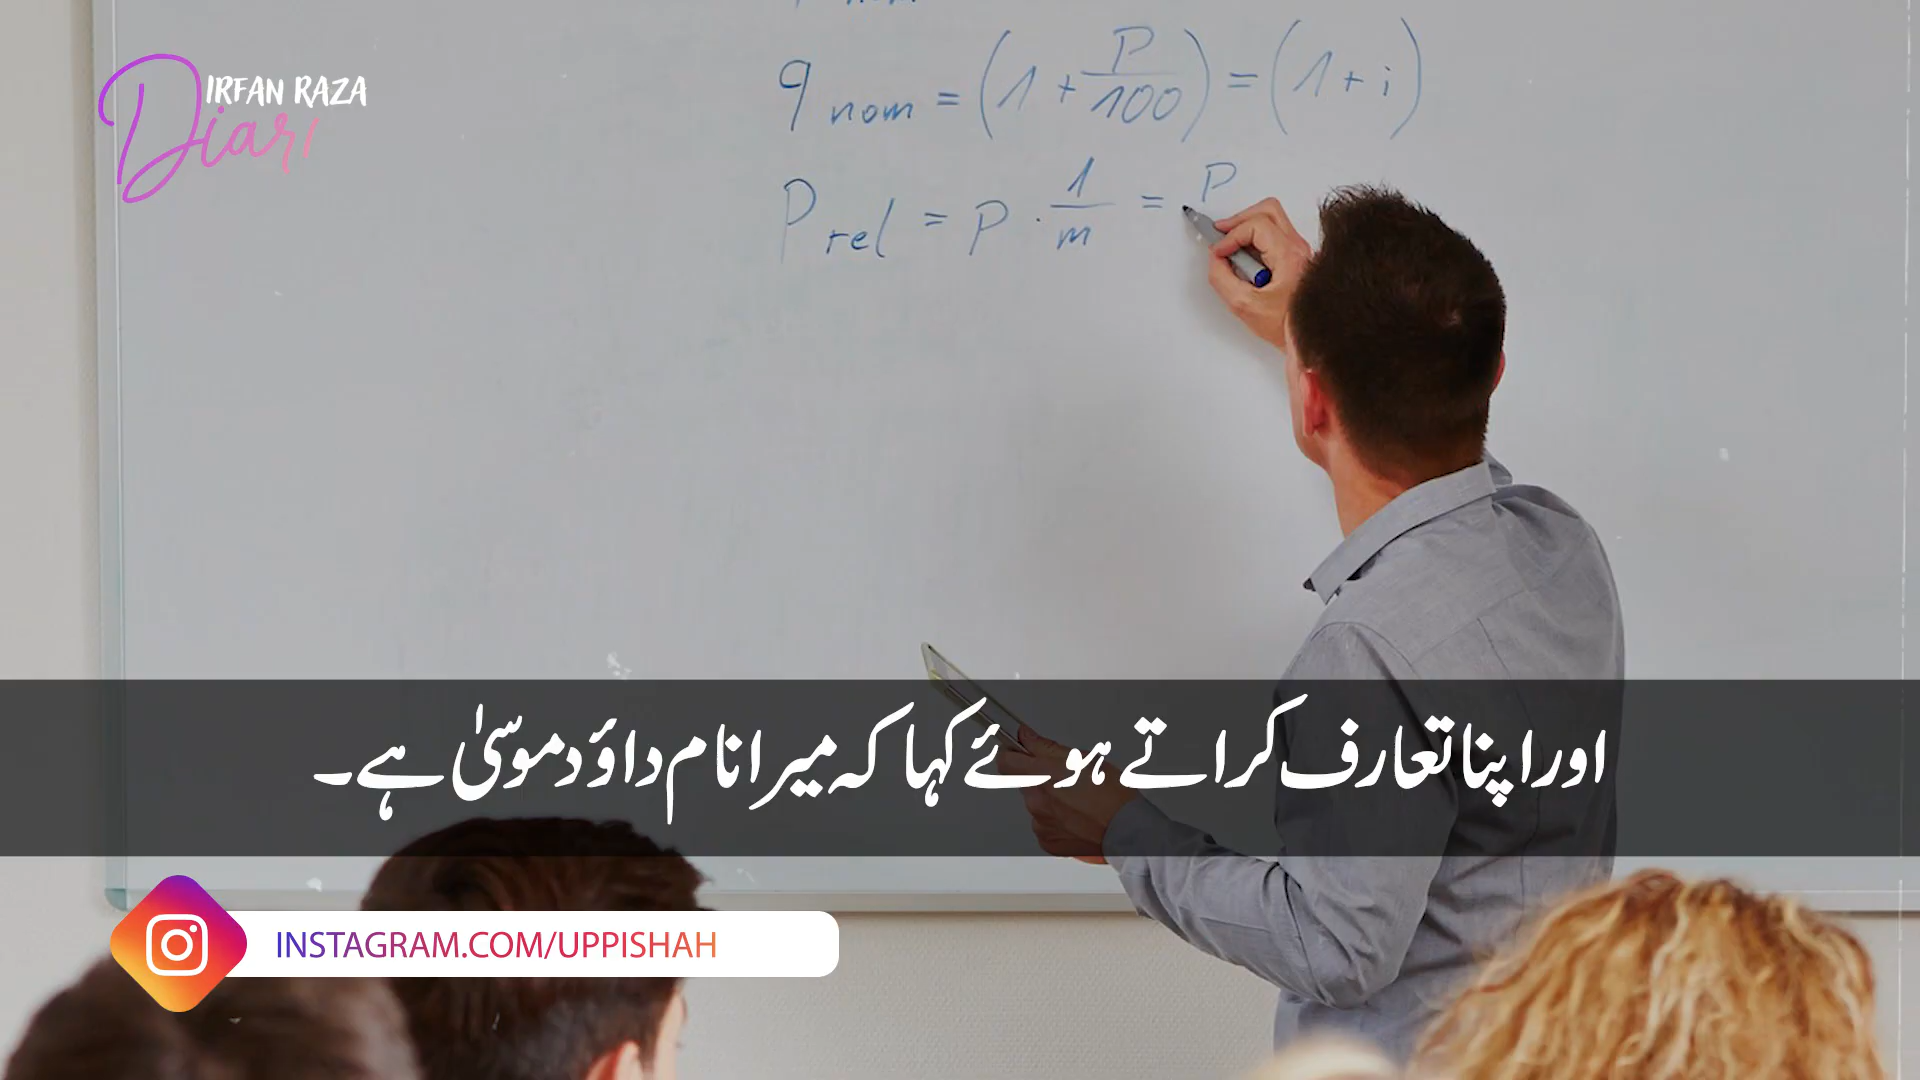 q nom = (1 + P/100) = (1 + i)
P rel = P · 1/m = P
IRFAN RAZA
Diari
اور اپنا تعارف کراتے ہوئے کہا کہ میرا نام داؤد موسیٰ ہے۔
INSTAGRAM.COM/UPPISHAH